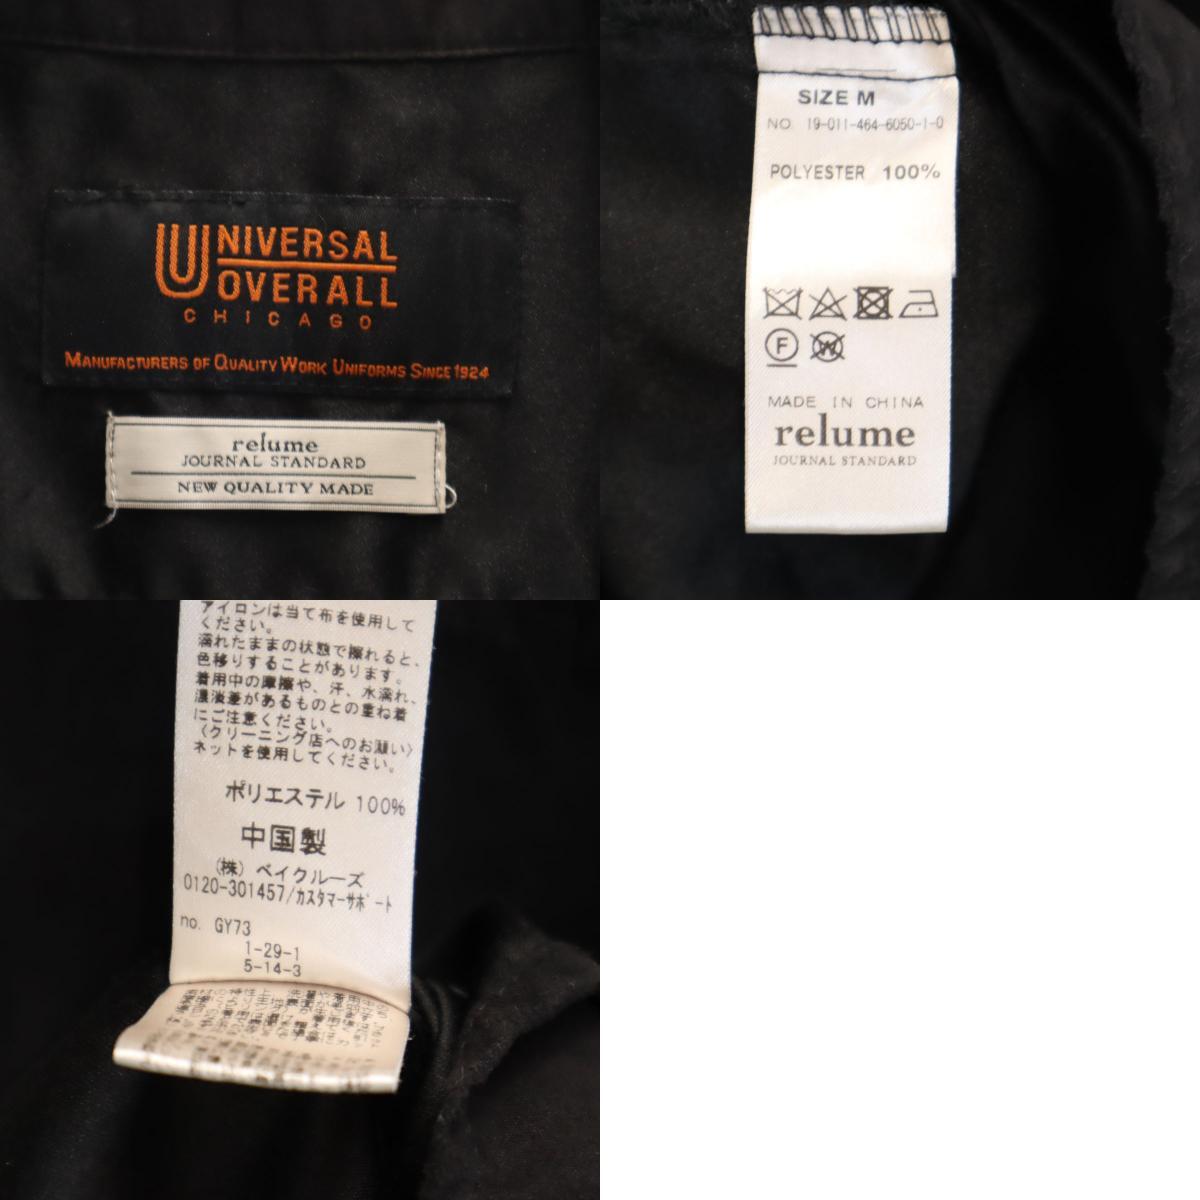 UNIVERSAL
OVERALL
CHICAGO
MANUFACTURERS OF QUALITY WORK UNIFORMS SINCE 1924
relume
JOURNAL STANDARD
NEW QUALITY MADE
SIZE M
NO. 19-011-464-6050-1-0
POLYESTER 100%
F
W
MADE IN CHINA
relume
JOURNAL STANDARD
アイロンは当て布を使用して
ください。
濡れたままの状態で擦れると、
色移りすることがあります。
着用中の摩擦や、汗、水濡れ、
濃淡差があるものとの重ね着
にご注意ください。
〈クリーニング店へのお願い〉
ネットを使用してください。
ポリエステル 100%
中国製
(株) ベイクルーズ
0120-301457/カスタマーサポート
no. GY73
1-29-1
5-14-3